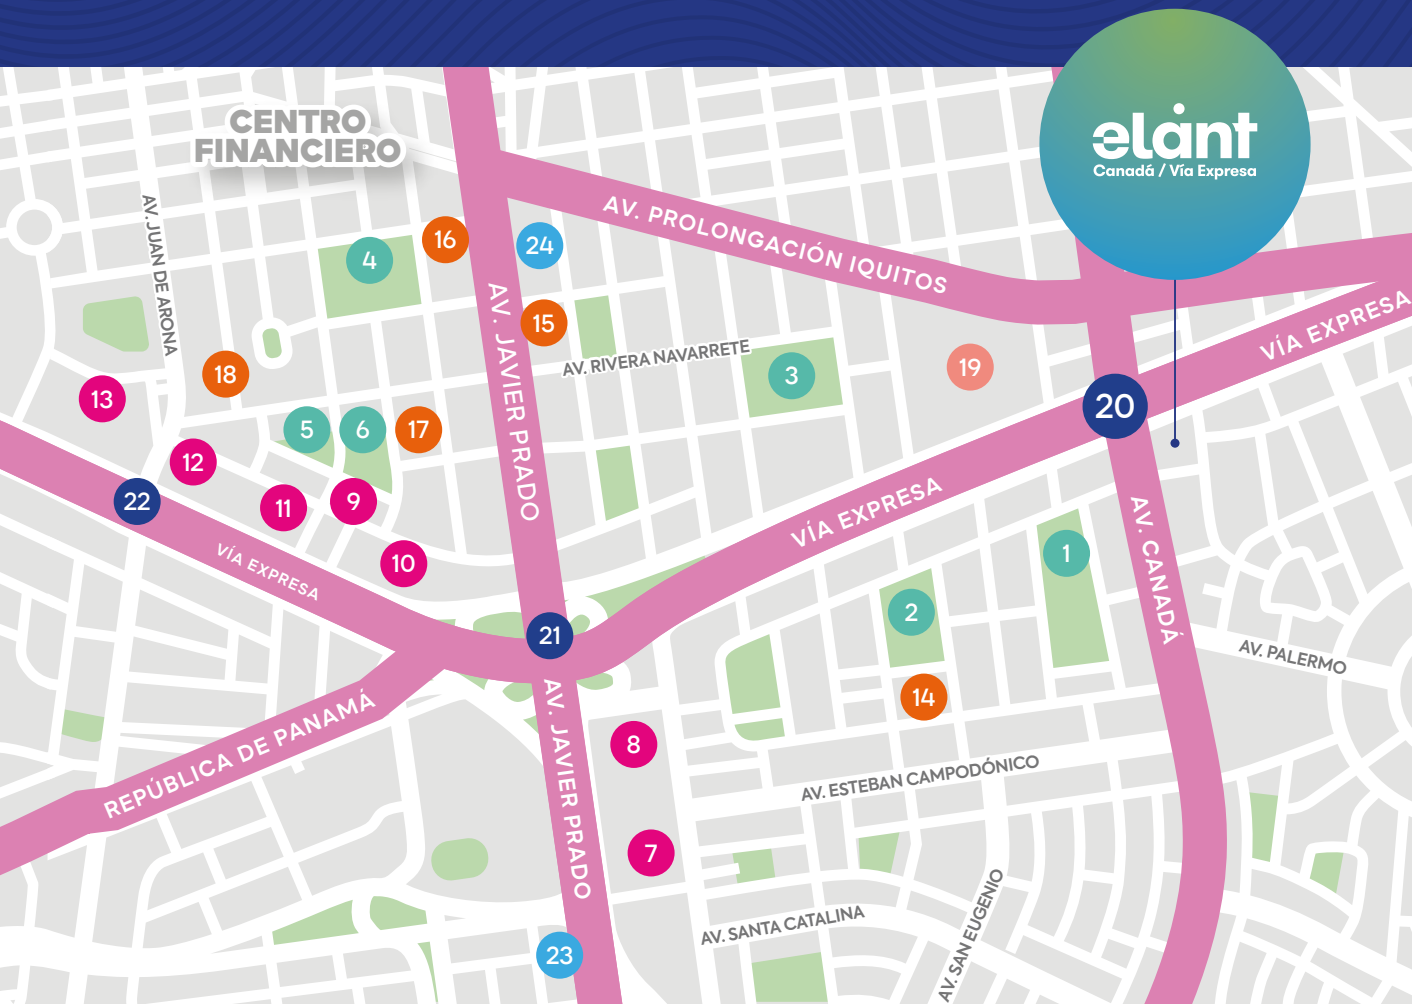 elant
Canadá / Vía Expresa
CENTRO
FINANCIERO
AV. JUAN DE ARONA
AV. PROLONGACIÓN IQUITOS
16
24
4
AV. JAVIER PRADO
15
VÍA EXPRESA
AV. RIVERA NAVARRETE
18
3
19
13
20
5
6
17
12
22
11
9
VÍA EXPRESA
AV. CANADÁ
10
VÍA EXPRESA
1
2
21
AV. PALERMO
14
AV. JAVIER PRADO
REPÚBLICA DE PANAMÁ
8
AV. ESTEBAN CAMPODÓNICO
7
AV. SANTA CATALINA
AV. SAN EUGENIO
23